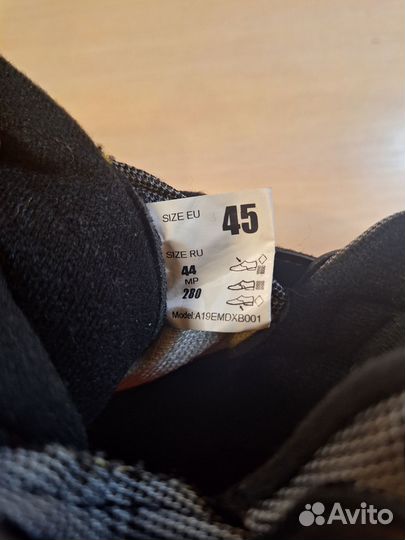 SIZE EU 45
SIZE RU
44
MP
280
Model:A19EMDXB001
Avito